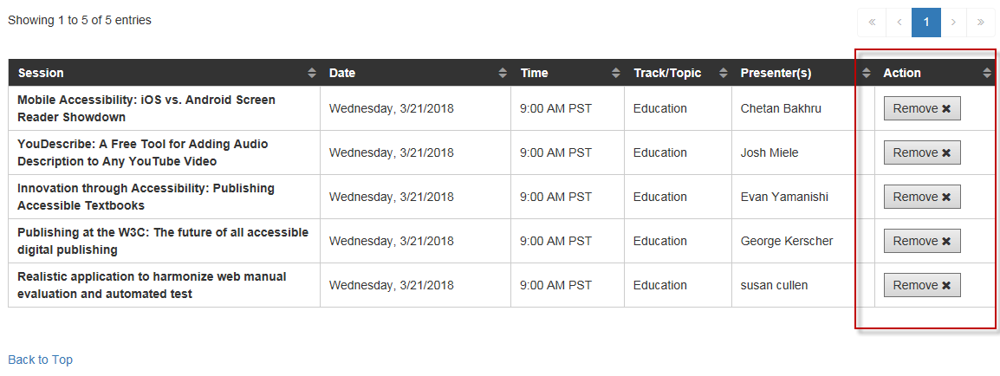 Showing 1 to 5 of 5 entries
« ‹ 1 › »
Session Date Time Track/Topic Presenter(s) Action
Mobile Accessibility: iOS vs. Android Screen
Reader Showdown
Wednesday, 3/21/2018 9:00 AM PST Education Chetan Bakhru Remove ✖
YouDescribe: A Free Tool for Adding Audio
Description to Any YouTube Video
Wednesday, 3/21/2018 9:00 AM PST Education Josh Miele Remove ✖
Innovation through Accessibility: Publishing
Accessible Textbooks
Wednesday, 3/21/2018 9:00 AM PST Education Evan Yamanishi Remove ✖
Publishing at the W3C: The future of all accessible
digital publishing
Wednesday, 3/21/2018 9:00 AM PST Education George Kerscher Remove ✖
Realistic application to harmonize web manual
evaluation and automated test
Wednesday, 3/21/2018 9:00 AM PST Education susan cullen Remove ✖
Back to Top